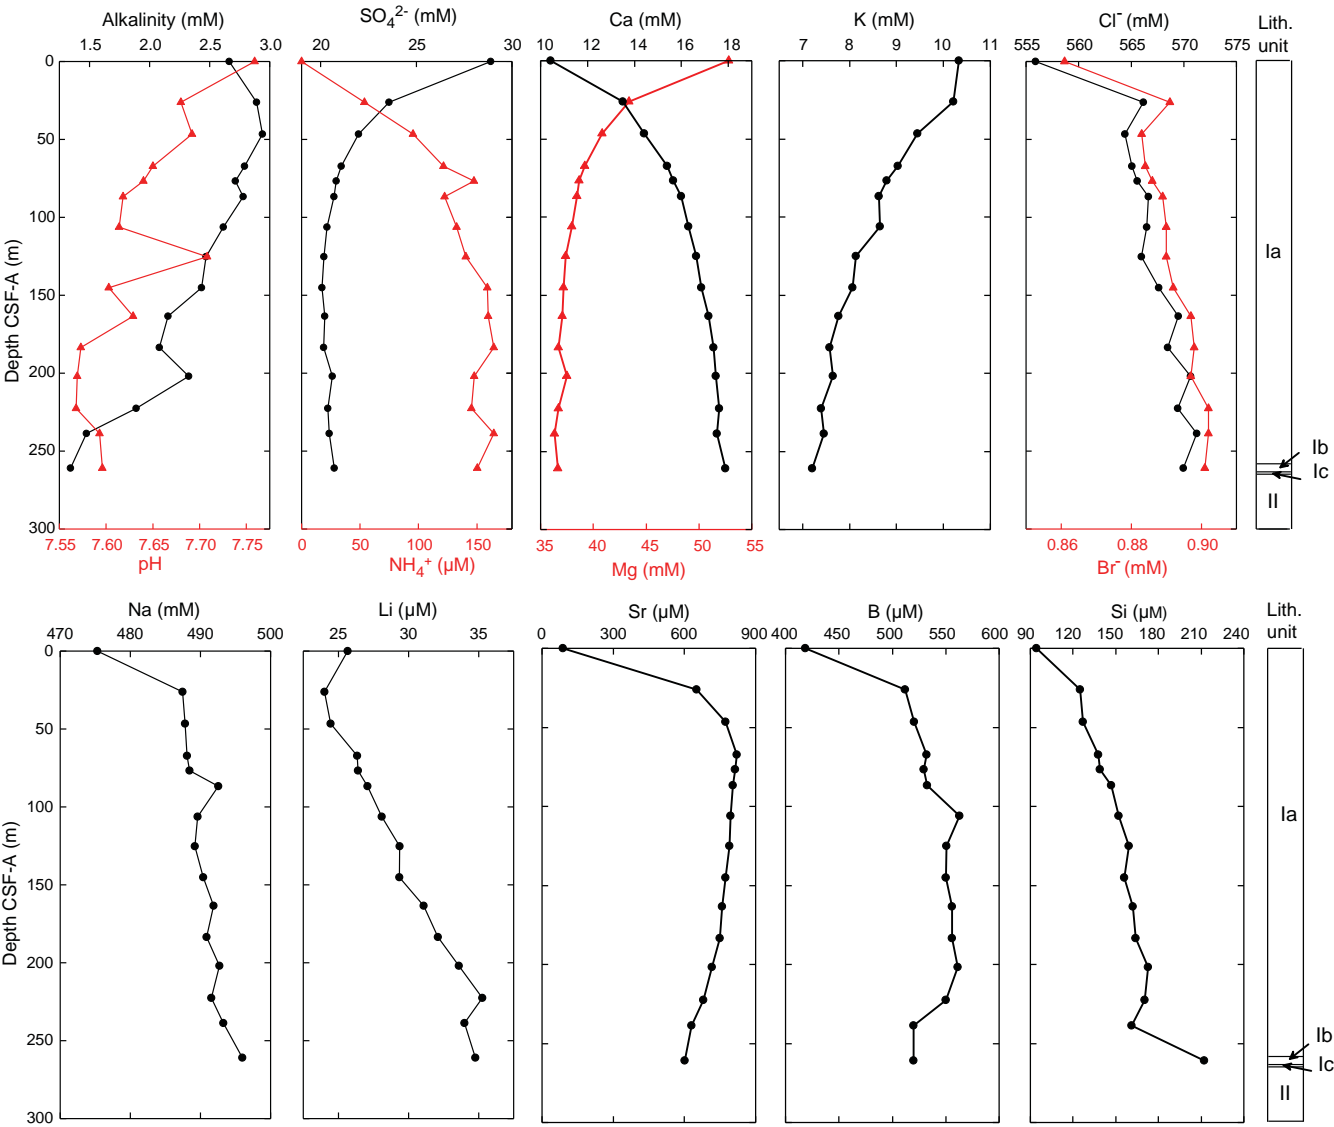 Alkalinity (mM) SO₄²⁻ (mM) Ca (mM) K (mM) Cl⁻ (mM) Lith. unit
1.5 2.0 2.5 3.0 20 25 30 10 12 14 16 18 7 8 9 10 11 555 560 565 570 575
0
50
100
150
200
250
300
Depth CSF-A (m)
Ia
Ib
Ic
II
7.55 7.60 7.65 7.70 7.75 0 50 100 150 35 40 45 50 55 0.86 0.88 0.90
pH NH₄⁺ (µM) Mg (mM) Br⁻ (mM)
Na (mM) Li (µM) Sr (µM) B (µM) Si (µM) Lith. unit
470 480 490 500 25 30 35 0 300 600 900 400 450 500 550 600 90 120 150 180 210 240
0
50
100
150
200
250
300
Depth CSF-A (m)
Ia
Ib
Ic
II